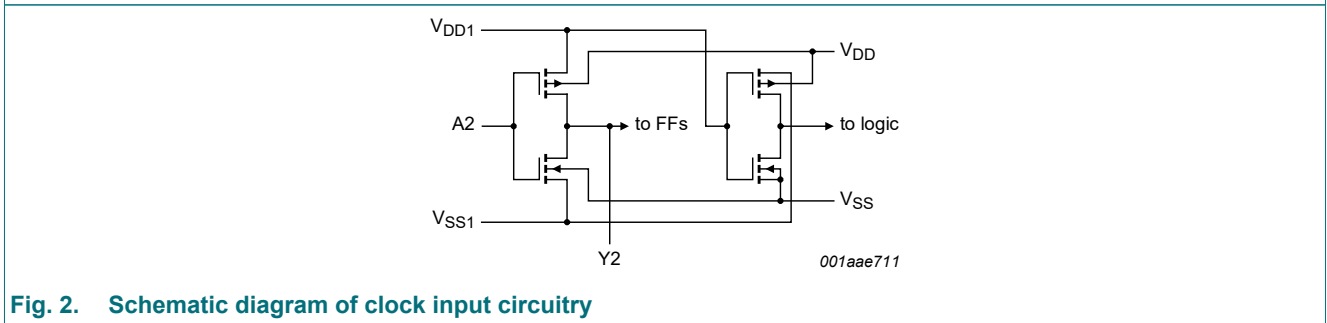 VDD1
VDD
A2
to FFs
to logic
VSS1
VSS
Y2
001aae711
Fig. 2. Schematic diagram of clock input circuitry